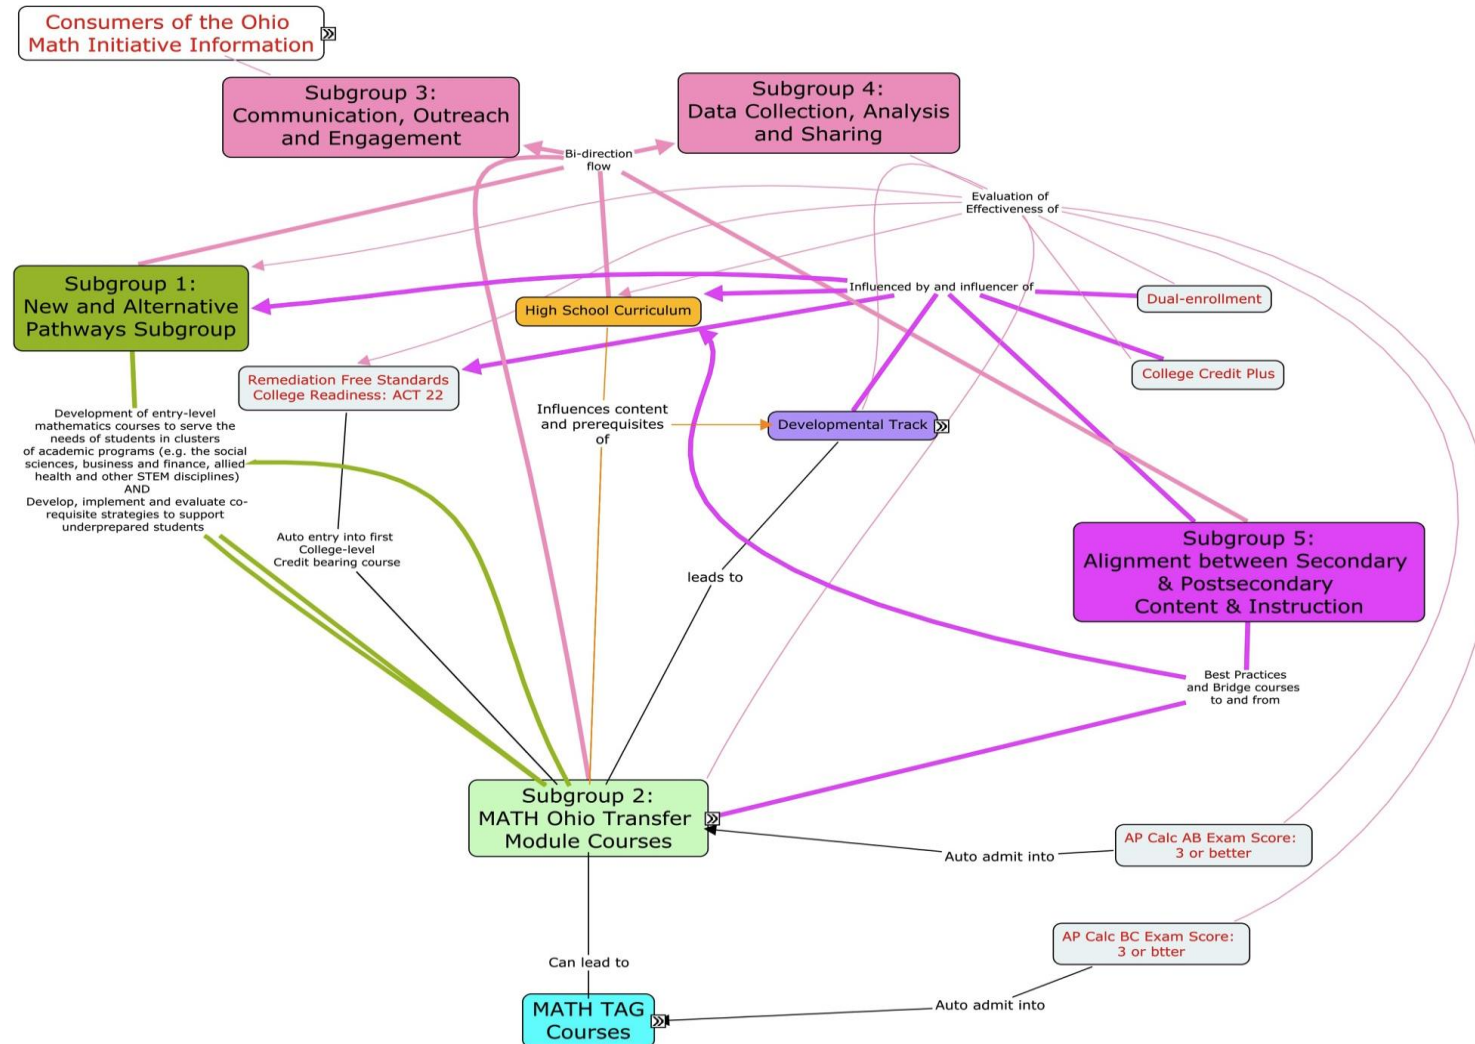 Consumers of the Ohio
Math Initiative Information
Subgroup 3:
Communication, Outreach
and Engagement
Subgroup 4:
Data Collection, Analysis
and Sharing
Bi-direction
flow
Evaluation of
Effectiveness of
Subgroup 1:
New and Alternative
Pathways Subgroup
Influenced by and influencer of
Dual-enrollment
High School Curriculum
College Credit Plus
Remediation Free Standards
College Readiness: ACT 22
Influences content
and prerequisites
of
Developmental Track
Development of entry-level
mathematics courses to serve the
needs of students in clusters
of academic programs (e.g. the social
sciences, business and finance, allied
health and other STEM disciplines)
AND
Develop, implement and evaluate co-
requisite strategies to support
underprepared students
Auto entry into first
College-level
Credit bearing course
leads to
Subgroup 5:
Alignment between Secondary
& Postsecondary
Content & Instruction
Best Practices
and Bridge courses
to and from
Subgroup 2:
MATH Ohio Transfer
Module Courses
AP Calc AB Exam Score:
3 or better
Auto admit into
AP Calc BC Exam Score:
3 or btter
Can lead to
Auto admit into
MATH TAG
Courses